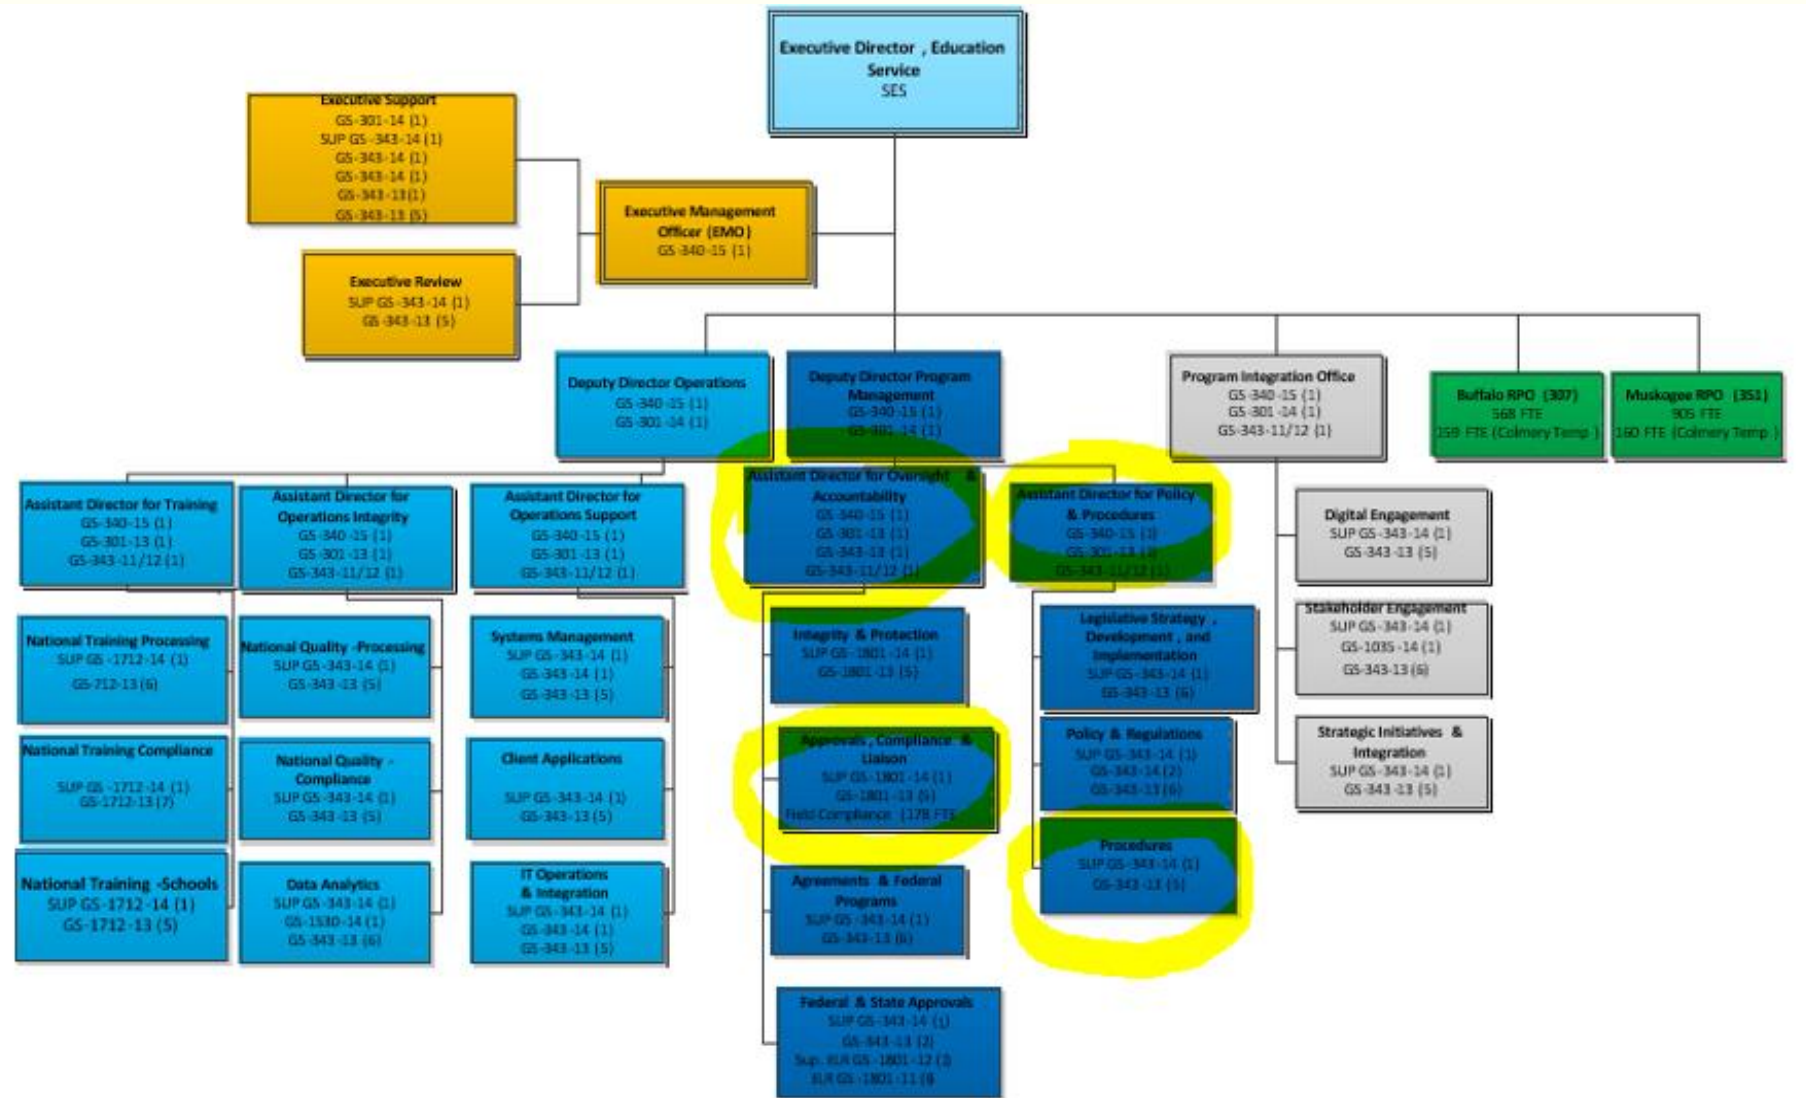 Executive Director , Education
Service
SES
Executive Support
GS-301-14 (1)
SUP GS -343-14 (1)
GS-343-14 (1)
GS-343-14 (1)
GS-343-13(1)
GS-343-13 (5)
Executive Management
Officer (EMO)
GS-340-15 (1)
Executive Review
SUP GS-343-14 (1)
GS-343-13 (5)
Deputy Director Operations
GS-340-15 (1)
GS-301-14 (1)
Deputy Director Program
Management
GS-340-15 (1)
GS-301-14 (1)
Program Integration Office
GS-340-15 (1)
GS-301-14 (1)
GS-343-11/12 (1)
Buffalo RPO (307)
568 FTE
159 FTE (Colmery Temp )
Muskogee RPO (351)
905 FTE
160 FTE (Colmery Temp )
Assistant Director for Training
GS-340-15 (1)
GS-301-13 (1)
GS-343-11/12 (1)
Assistant Director for
Operations Integrity
GS-340-15 (1)
GS-301-13 (1)
GS-343-11/12 (1)
Assistant Director for
Operations Support
GS-340-15 (1)
GS-301-13 (1)
GS-343-11/12 (1)
Assistant Director for Oversight &
Accountability
GS-340-15 (1)
GS-301-13 (1)
GS-343-13 (1)
GS-343-11/12 (1)
Assistant Director for Policy
& Procedures
GS-340-15
GS-301-13
GS-343-11/12 (1)
Digital Engagement
SUP GS-343-14 (1)
GS-343-13 (5)
Stakeholder Engagement
SUP GS-343-14 (1)
GS-1035-14 (1)
GS-343-13 (6)
Strategic Initiatives &
Integration
SUP GS-343-14 (1)
GS-343-13 (5)
National Training Processing
SUP GS -1712-14 (1)
GS-712-13 (6)
National Training Compliance
SUP GS -1712-14 (1)
GS-1712-13 (7)
National Training -Schools
SUP GS-1712-14 (1)
GS-1712-13 (5)
National Quality -Processing
SUP GS-343-14 (1)
GS-343-13 (5)
National Quality -
Compliance
SUP GS-343-14 (1)
GS-343-13 (5)
Data Analytics
SUP GS-343-14 (1)
GS-1530-14 (1)
GS-343-13 (6)
Systems Management
SUP GS-343-14 (1)
GS-343-14 (1)
GS-343-13 (5)
Client Applications
SUP GS-343-14 (1)
GS-343-13 (5)
IT Operations
& Integration
SUP GS-343-14 (1)
GS-343-14 (1)
GS-343-13 (5)
Integrity & Protection
SUP GS-1801-14 (1)
GS-1801-13 (5)
Approvals , Compliance &
Liaison
SUP GS-1801-14 (1)
GS-1801-13 (5)
Field Compliance (178 FTE
Agreements & Federal
Programs
SUP GS-343-14 (1)
GS-343-13 (6)
Federal & State Approvals
SUP GS-343-14 (1)
GS-343-13 (2)
Sup. ELR GS -1801-12
ELR GS -1801-11
Legislative Strategy ,
Development , and
Implementation
SUP GS-343-14 (1)
GS-343-13 (6)
Policy & Regulations
SUP GS-343-14 (1)
GS-343-14 (2)
GS-343-13 (6)
Procedures
SUP GS-343-14 (1)
GS-343-13 (5)